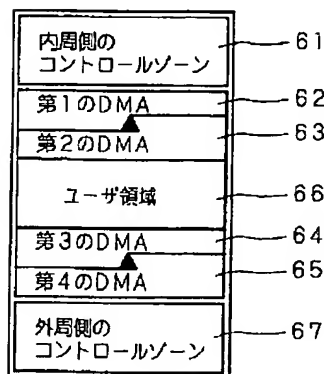 内周側の 61
コントロールゾーン
第1のDMA 62
第2のDMA 63
ユーザ領域 66
第3のDMA 64
第4のDMA 65
外周側の 67
コントロールゾーン